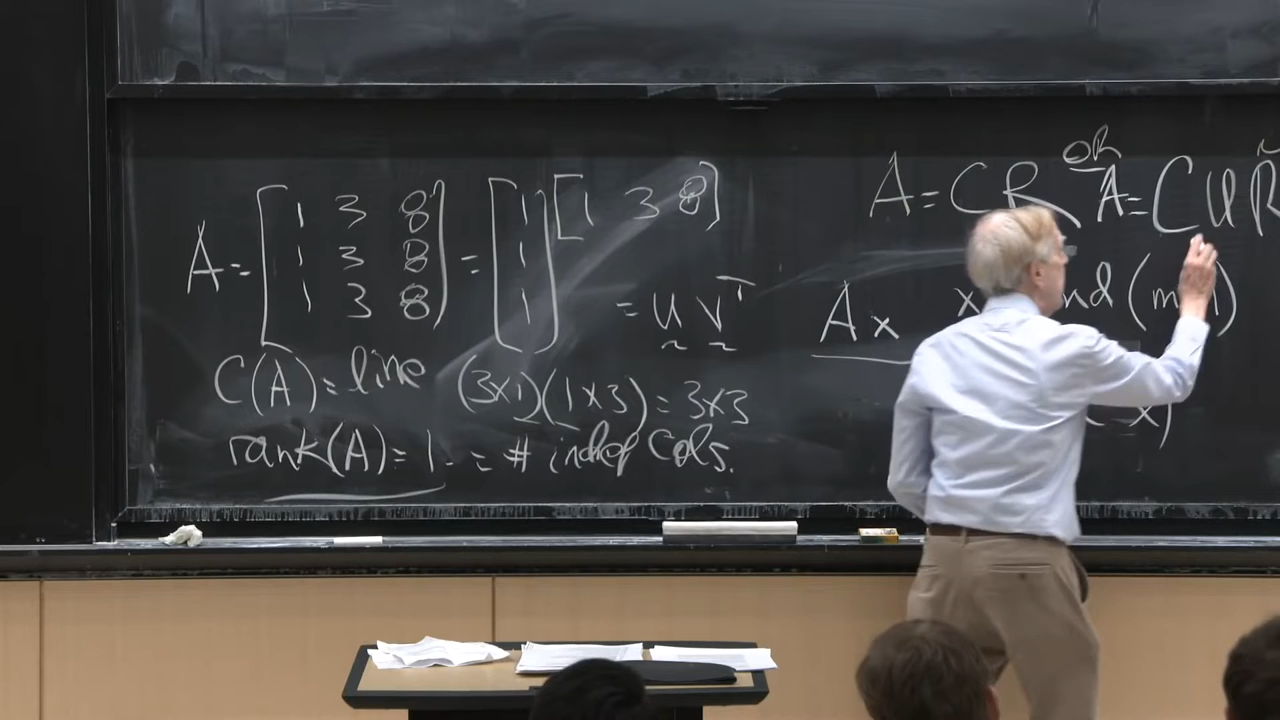 A = [1 3 8; 1 3 8; 1 3 8] = [1; 1; 1] [1 3 8]
= u vᵀ
C(A) = line (3x1)(1x3) = 3x3
rank(A) = 1. = # indep cols.
A = CR OR A = CUR̃
Ax x
x)